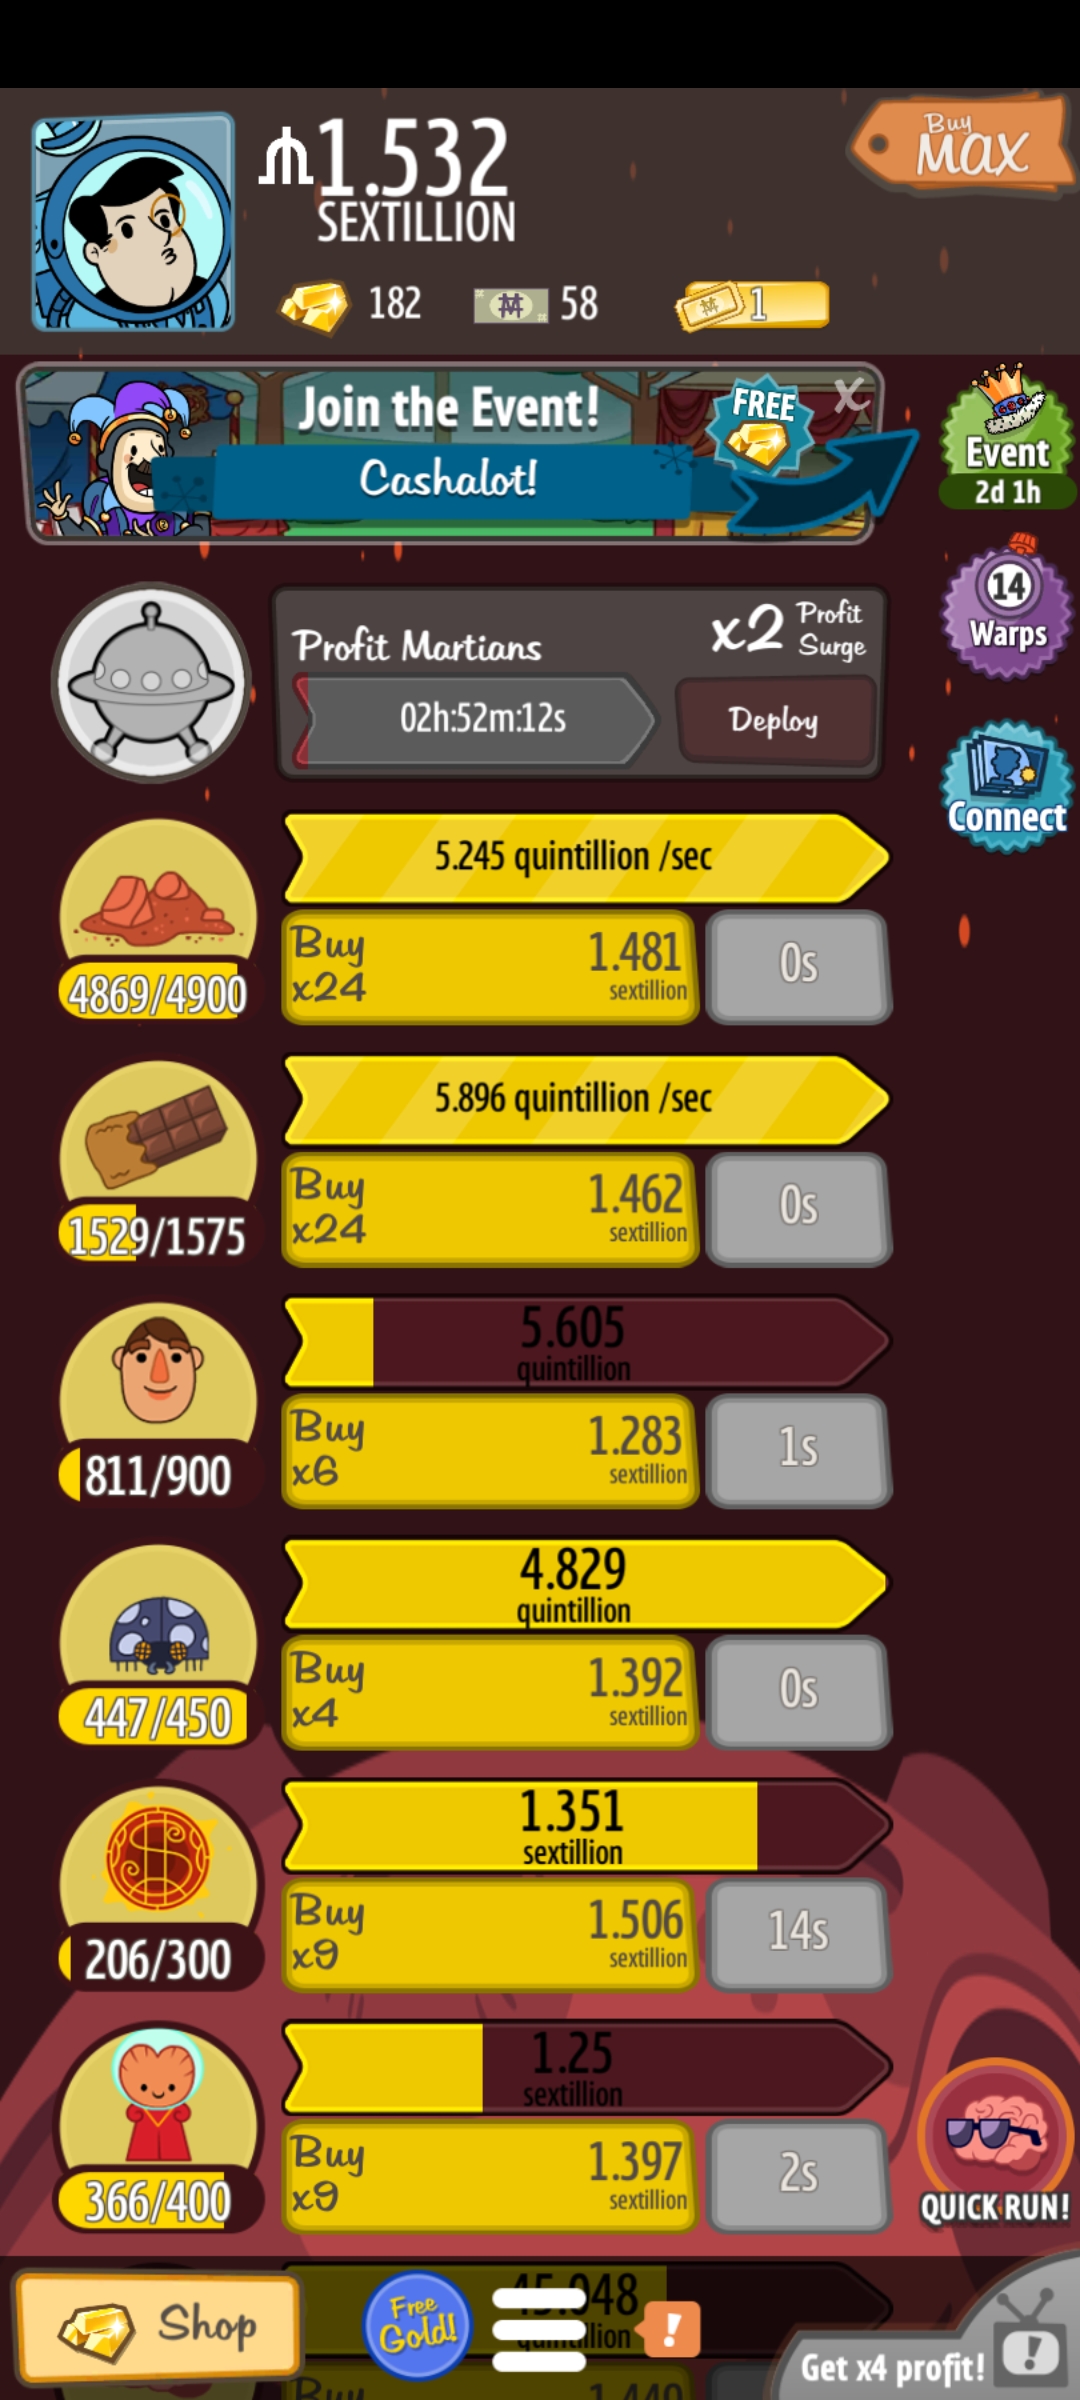 1.532
SEXTILLION
Buy
MAX
182
58
1
Join the Event!
FREE
X
Cashalot!
Event
2d 1h
14
Warps
Connect
Profit Martians
x2 Profit Surge
02h:52m:12s
Deploy
5.245 quintillion /sec
4869/4900
Buy
x24
1.481
sextillion
0s
5.896 quintillion /sec
1529/1575
Buy
x24
1.462
sextillion
0s
5.605
quintillion
811/900
Buy
x6
1.283
sextillion
1s
4.829
quintillion
447/450
Buy
x4
1.392
sextillion
0s
1.351
sextillion
206/300
Buy
x9
1.506
sextillion
14s
1.25
sextillion
366/400
Buy
x9
1.397
sextillion
2s
QUICK RUN!
Shop
Free
Gold!
45.048
quintillion
!
Get x4 profit!
!
Buy